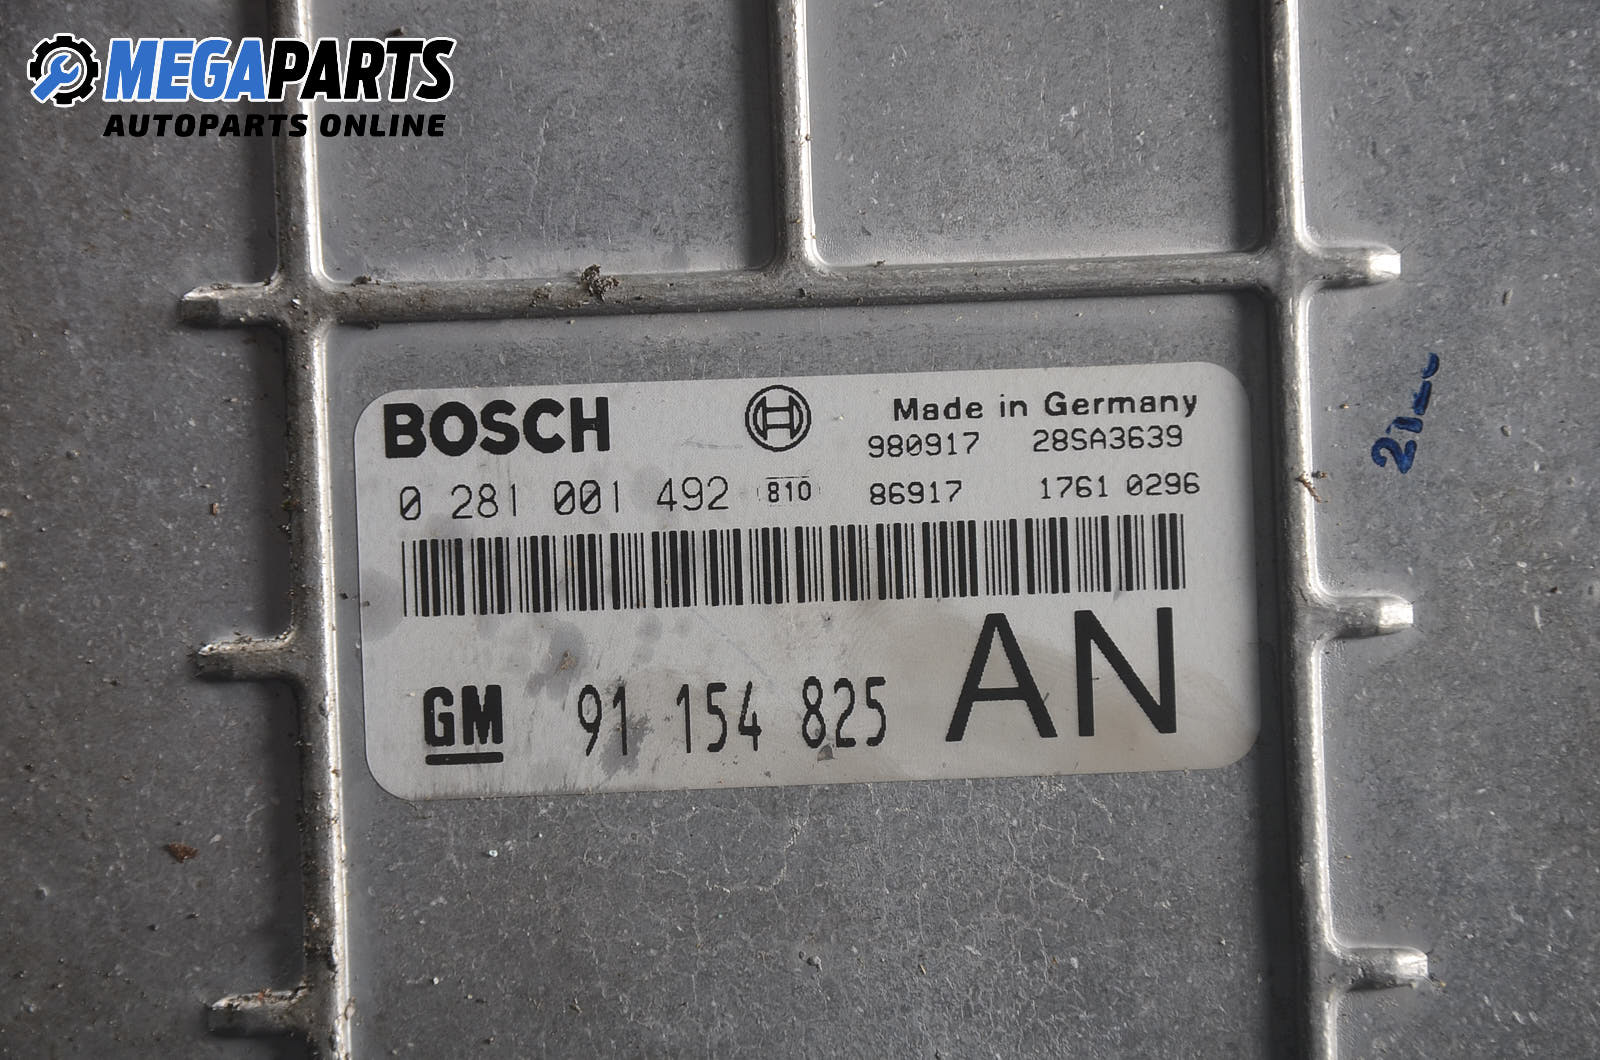 MEGAPARTS
AUTOPARTS ONLINE
BOSCH Made in Germany
980917 28SA3639
0 281 001 492 810 86917 1761 0296
GM 91 154 825 AN
21